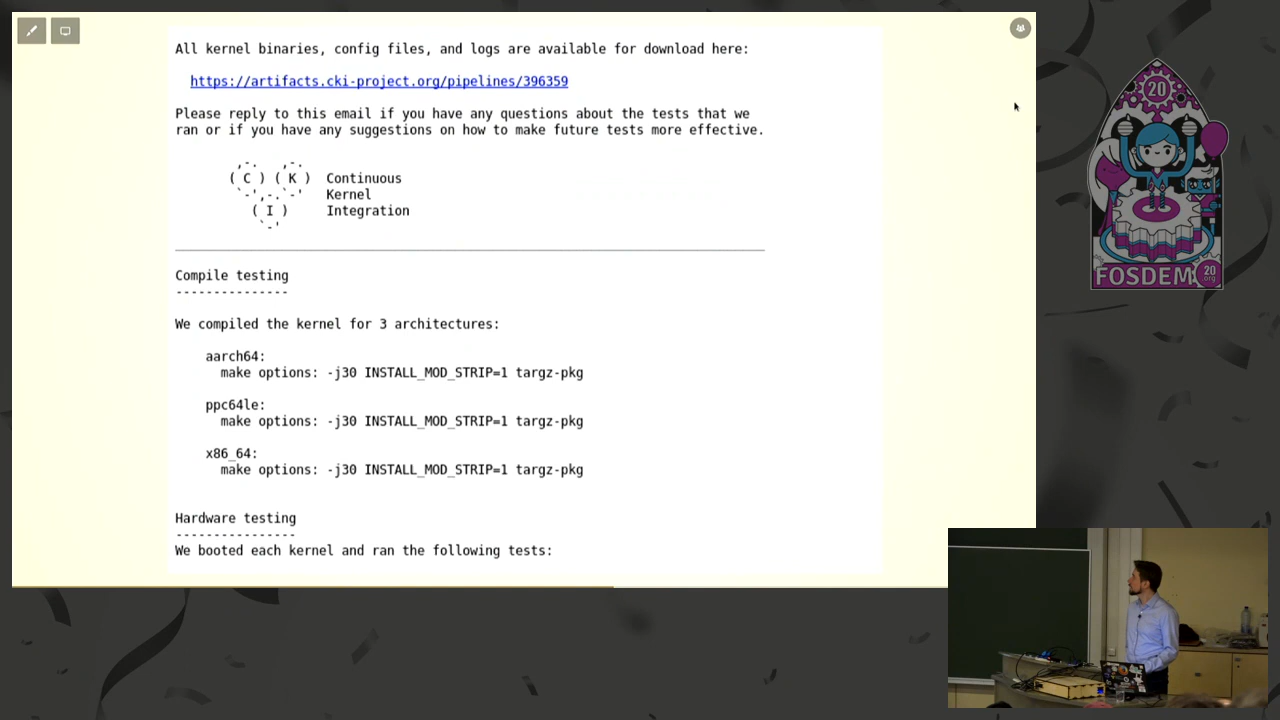 All kernel binaries, config files, and logs are available for download here:
https://artifacts.cki-project.org/pipelines/396359
Please reply to this email if you have any questions about the tests that we
ran or if you have any suggestions on how to make future tests more effective.
,-.   ,-.
( C ) ( K )  Continuous
`-',-.`-'   Kernel
( I )     Integration
`-'
Compile testing
---------------
We compiled the kernel for 3 architectures:
aarch64:
make options: -j30 INSTALL_MOD_STRIP=1 targz-pkg
ppc64le:
make options: -j30 INSTALL_MOD_STRIP=1 targz-pkg
x86_64:
make options: -j30 INSTALL_MOD_STRIP=1 targz-pkg
Hardware testing
----------------
We booted each kernel and ran the following tests:
20
FOSDEM
20
.org